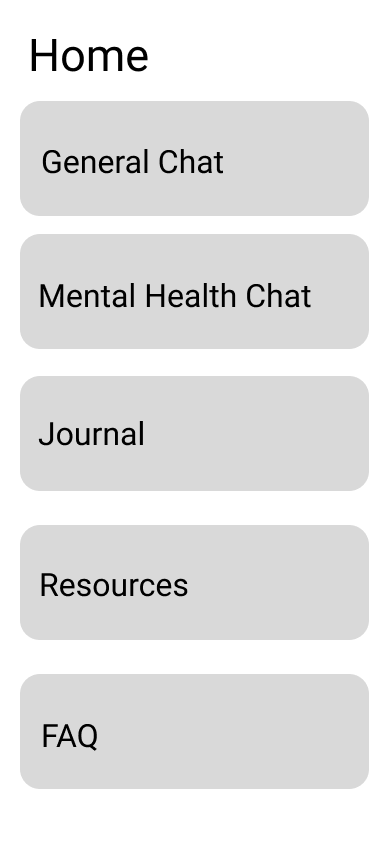 Home
General Chat
Mental Health Chat
Journal
Resources
FAQ